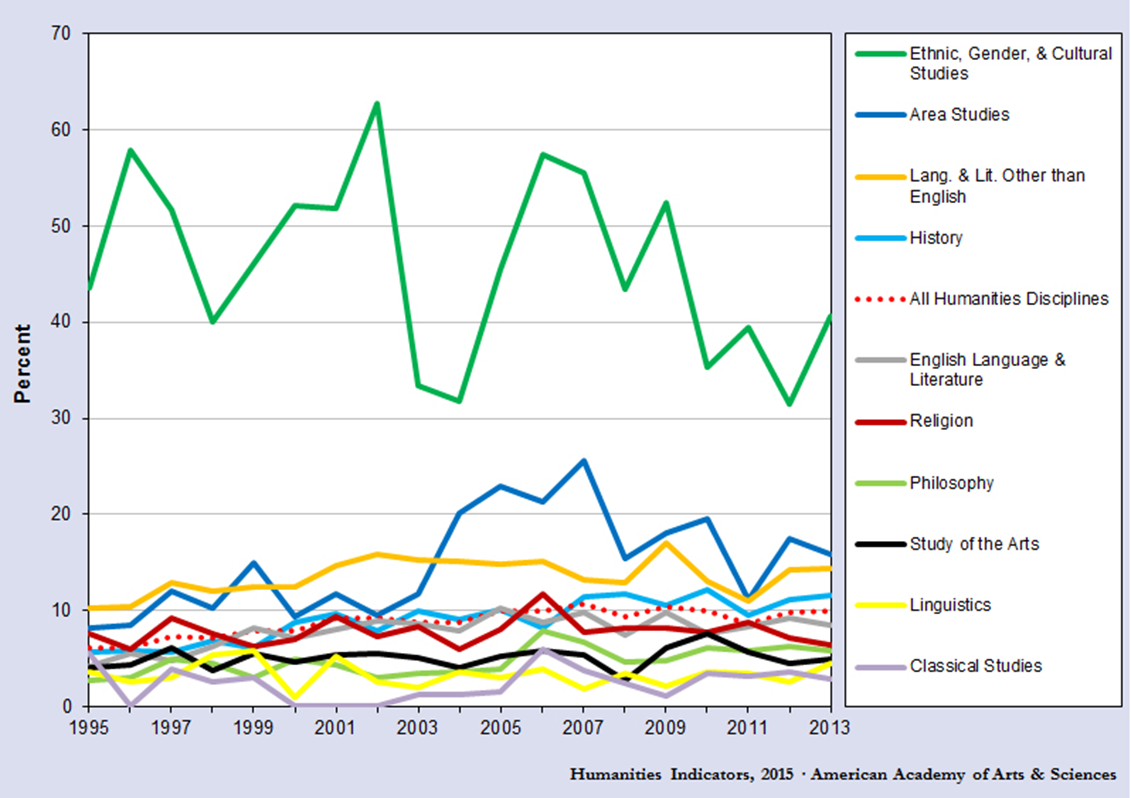 70
60
50
40
30
20
10
0
Percent
1995
1997
1999
2001
2003
2005
2007
2009
2011
2013
Ethnic, Gender, & Cultural
Studies
Area Studies
Lang. & Lit. Other than
English
History
All Humanities Disciplines
English Language &
Literature
Religion
Philosophy
Study of the Arts
Linguistics
Classical Studies
Humanities Indicators, 2015 · American Academy of Arts & Sciences